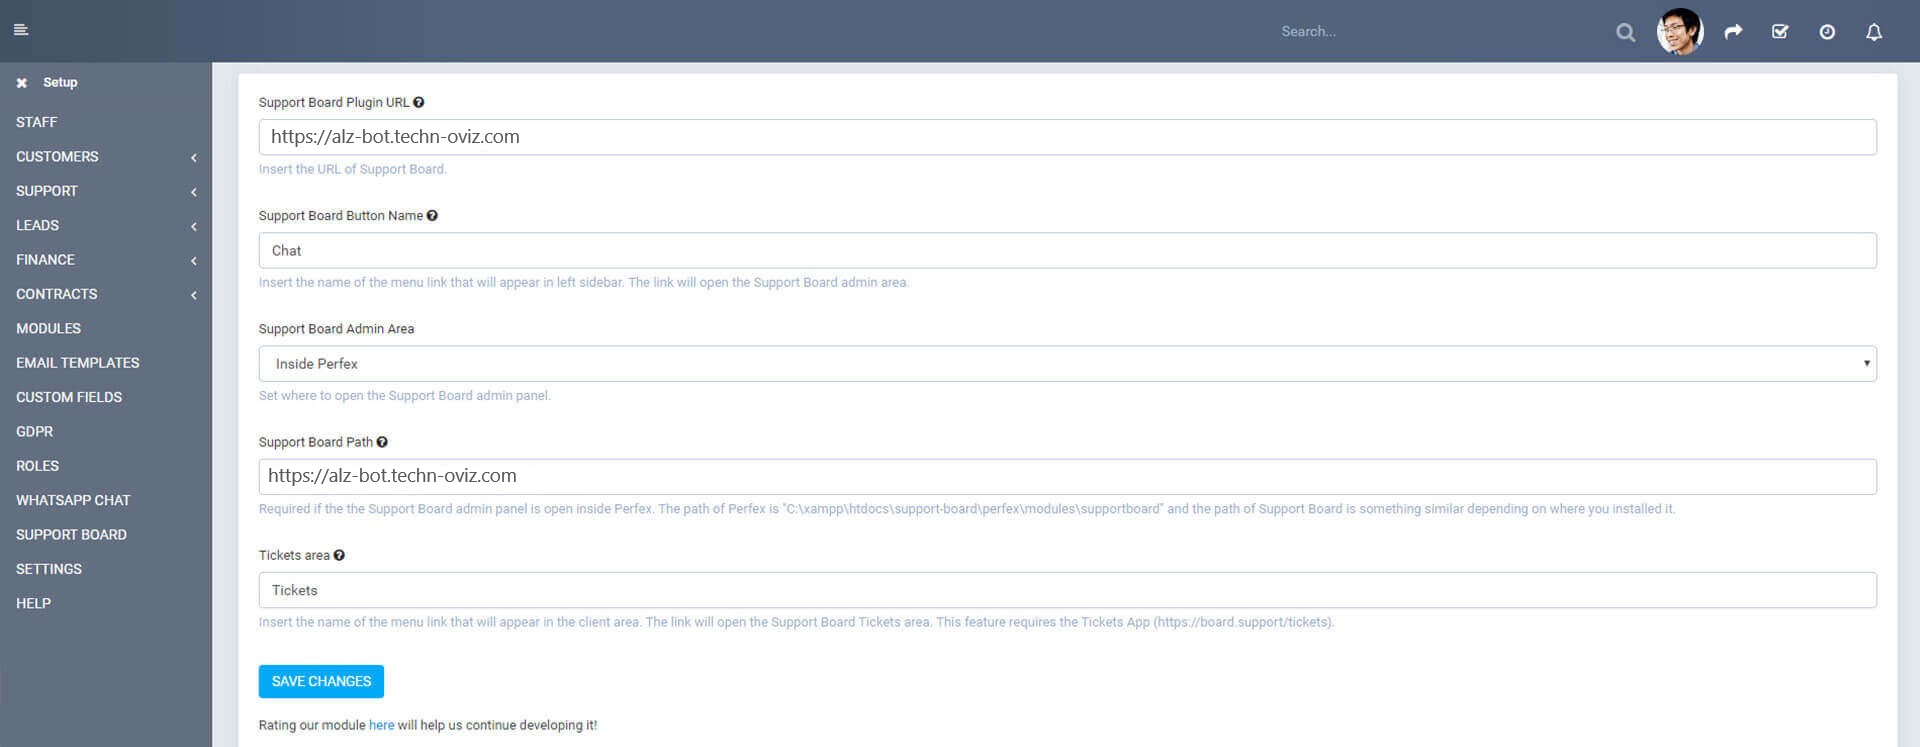 Search...
Setup
STAFF
CUSTOMERS
SUPPORT
LEADS
FINANCE
CONTRACTS
MODULES
EMAIL TEMPLATES
CUSTOM FIELDS
GDPR
ROLES
WHATSAPP CHAT
SUPPORT BOARD
SETTINGS
HELP
Support Board Plugin URL
https://alz-bot.techn-oviz.com
Insert the URL of Support Board.
Support Board Button Name
Chat
Insert the name of the menu link that will appear in left sidebar. The link will open the Support Board admin area.
Support Board Admin Area
Inside Perfex
Set where to open the Support Board admin panel.
Support Board Path
https://alz-bot.techn-oviz.com
Required if the the Support Board admin panel is open inside Perfex. The path of Perfex is "C:\xampp\htdocs\support-board\perfex\modules\supportboard" and the path of Support Board is something similar depending on where you installed it.
Tickets area
Tickets
Insert the name of the menu link that will appear in the client area. The link will open the Support Board Tickets area. This feature requires the Tickets App (https://board.support/tickets).
SAVE CHANGES
Rating our module here will help us continue developing it!